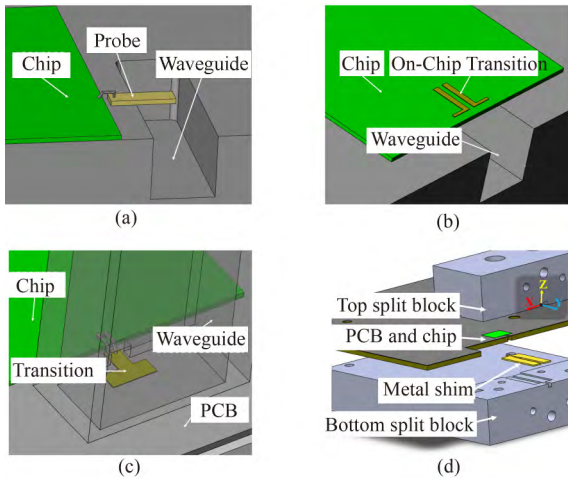 Probe
Waveguide
Chip
(a)
Chip
On-Chip Transition
Waveguide
(b)
Chip
Waveguide
Transition
PCB
(c)
Z
X
Y
Top split block
PCB and chip
Metal shim
Bottom split block
(d)